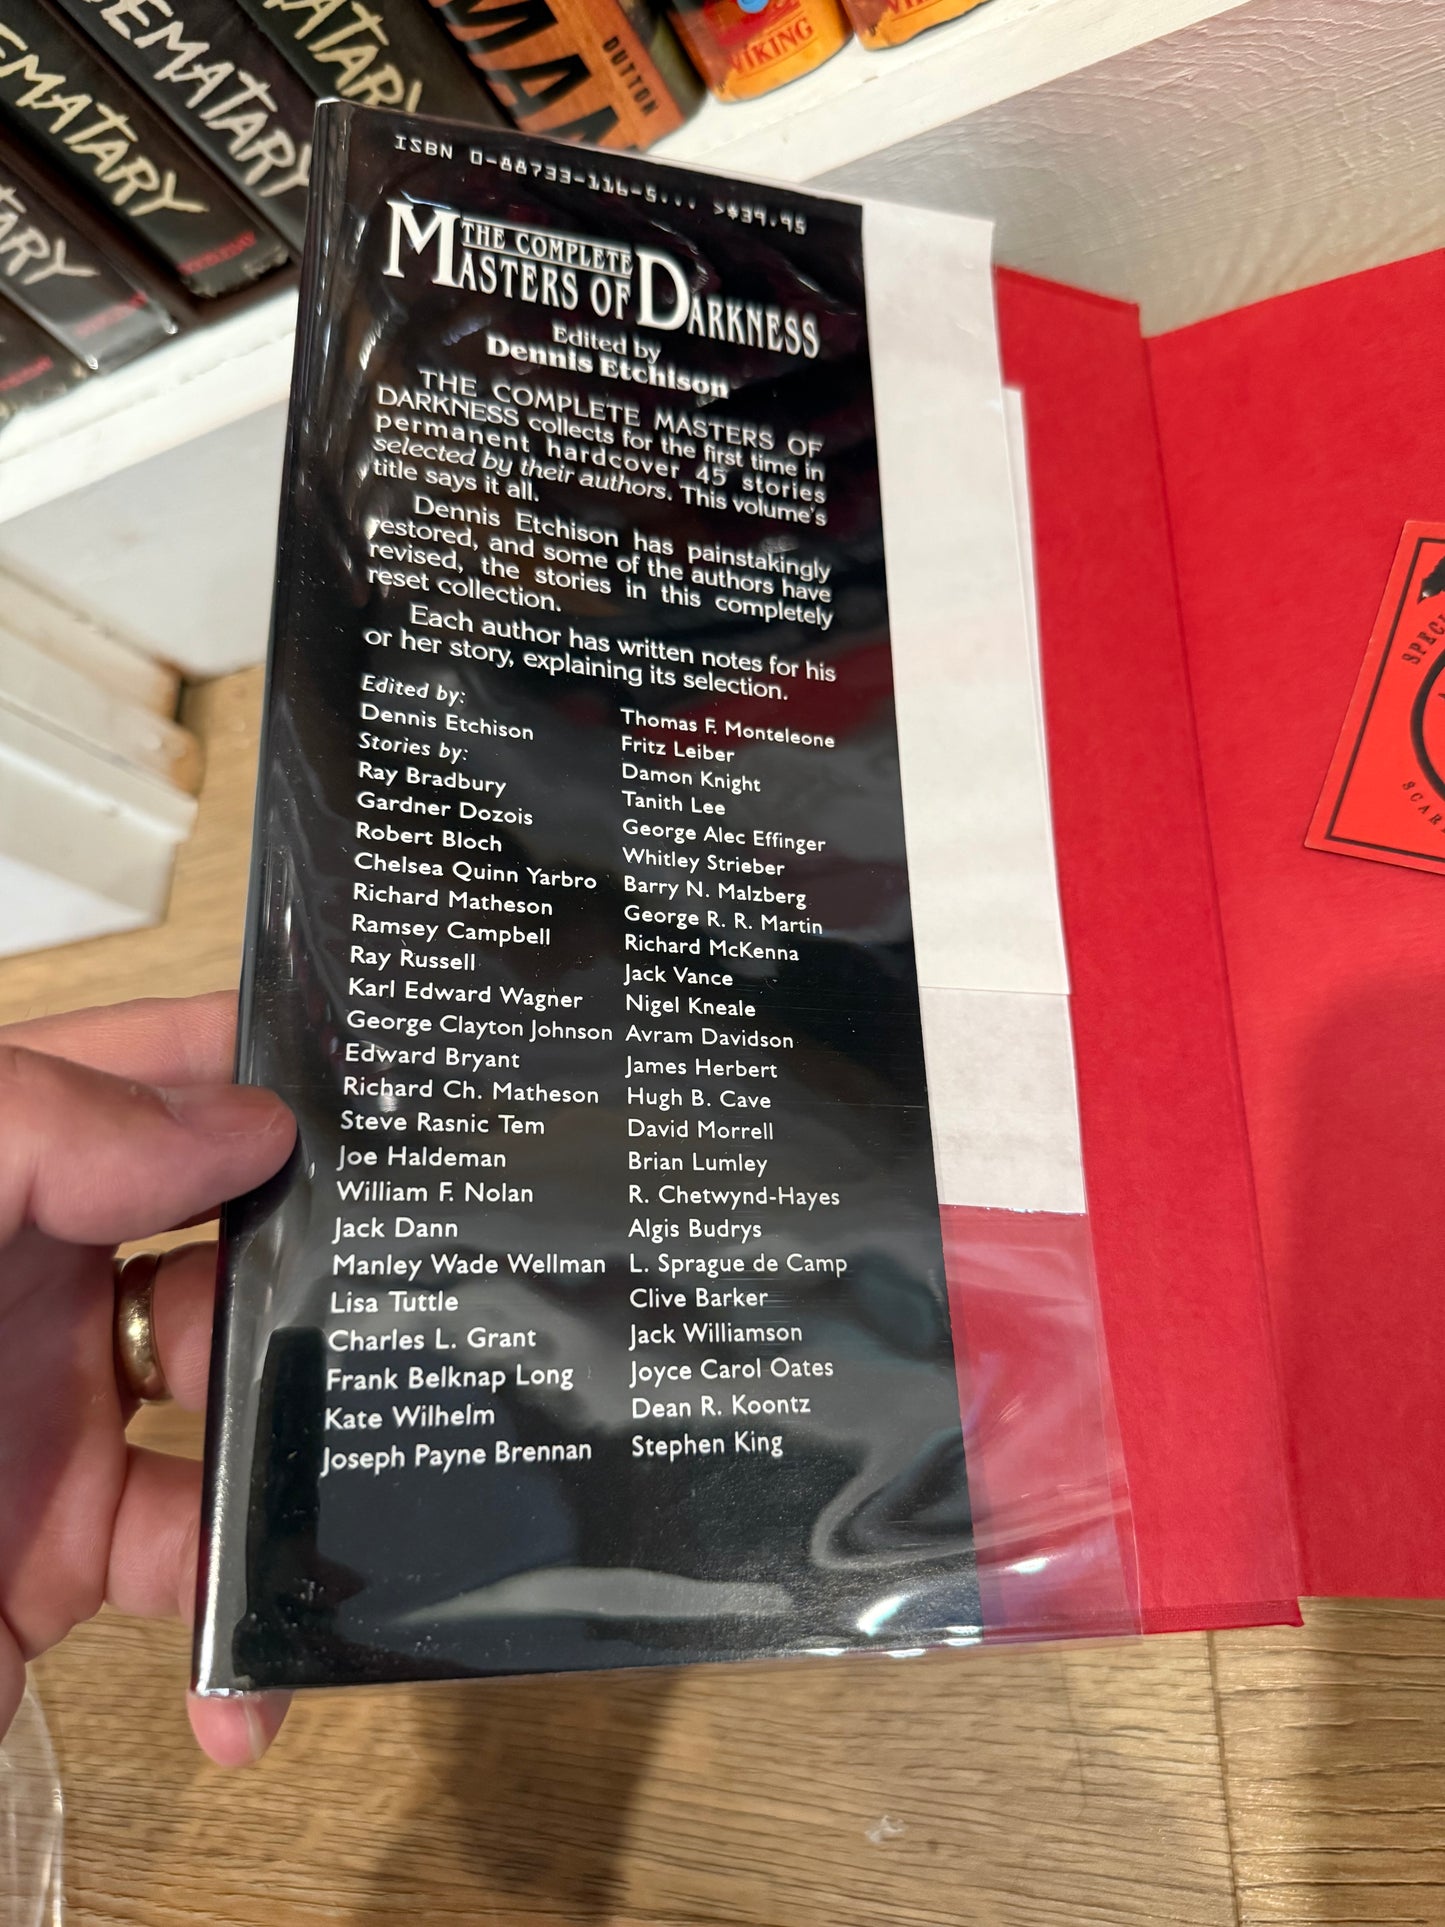 EMATARY
EMATARY
ATARY
TARY
MAN
DUTTON
VIKING
ISBN 0-88733-116-5... >$39.95
THE COMPLETE
MASTERS OF DARKNESS
Edited by
Dennis Etchison
THE COMPLETE MASTERS OF
DARKNESS collects for the first time in
permanent hardcover 45 stories
selected by their authors. This volume's
title says it all.
Dennis Etchison has painstakingly
restored, and some of the authors have
revised, the stories in this completely
reset collection.
Each author has written notes for his
or her story, explaining its selection.
Edited by:
Dennis Etchison
Stories by:
Ray Bradbury
Gardner Dozois
Robert Bloch
Chelsea Quinn Yarbro
Richard Matheson
Ramsey Campbell
Ray Russell
Karl Edward Wagner
George Clayton Johnson
Edward Bryant
Richard Ch. Matheson
Steve Rasnic Tem
Joe Haldeman
William F. Nolan
Jack Dann
Manley Wade Wellman
Lisa Tuttle
Charles L. Grant
Frank Belknap Long
Kate Wilhelm
Joseph Payne Brennan
Thomas F. Monteleone
Fritz Leiber
Damon Knight
Tanith Lee
George Alec Effinger
Whitley Strieber
Barry N. Malzberg
George R. R. Martin
Richard McKenna
Jack Vance
Nigel Kneale
Avram Davidson
James Herbert
Hugh B. Cave
David Morrell
Brian Lumley
R. Chetwynd-Hayes
Algis Budrys
L. Sprague de Camp
Clive Barker
Jack Williamson
Joyce Carol Oates
Dean R. Koontz
Stephen King
SPECI
SCAR